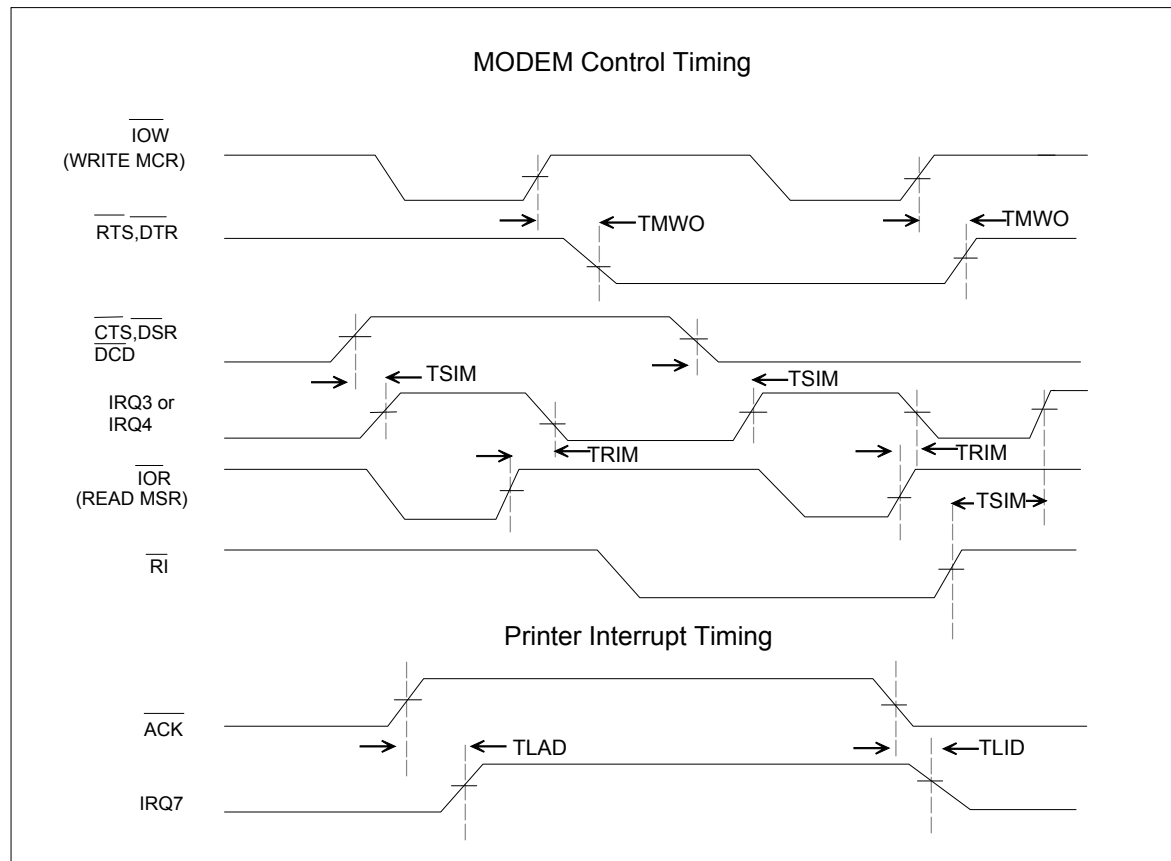 MODEM Control Timing
IOW
(WRITE MCR)
TMWO
TMWO
RTS,DTR
CTS,DSR
DCD
TSIM
TSIM
IRQ3 or
IRQ4
TRIM
TRIM
IOR
(READ MSR)
TSIM
RI
Printer Interrupt Timing
ACK
TLAD
TLID
IRQ7